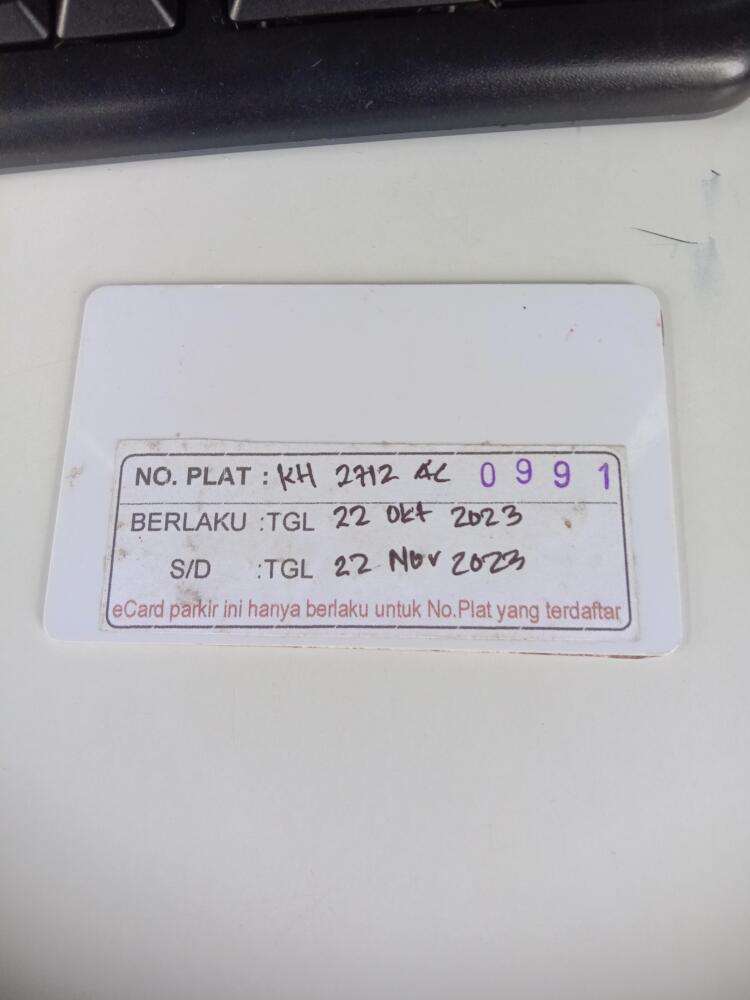 NO. PLAT : KH 2712 AC 0991
BERLAKU :TGL 22 Okt 2023
S/D :TGL 22 Nov 2023
eCard parkir ini hanya berlaku untuk No.Plat yang terdaftar